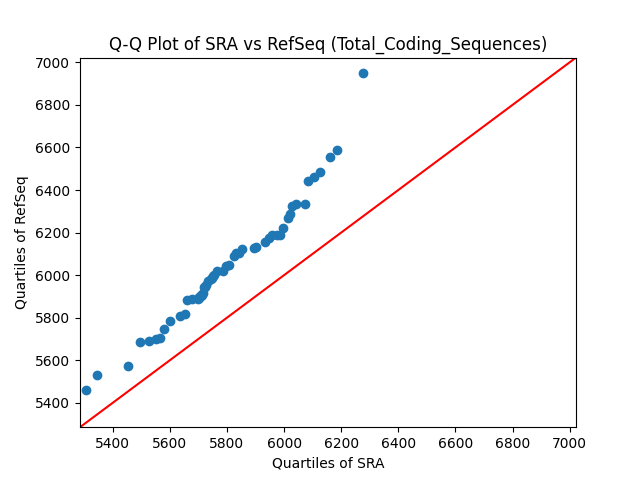 Q-Q Plot of SRA vs RefSeq (Total_Coding_Sequences)
7000
6800
6600
6400
6200
6000
5800
5600
5400
Quartiles of RefSeq
5400 5600 5800 6000 6200 6400 6600 6800 7000
Quartiles of SRA